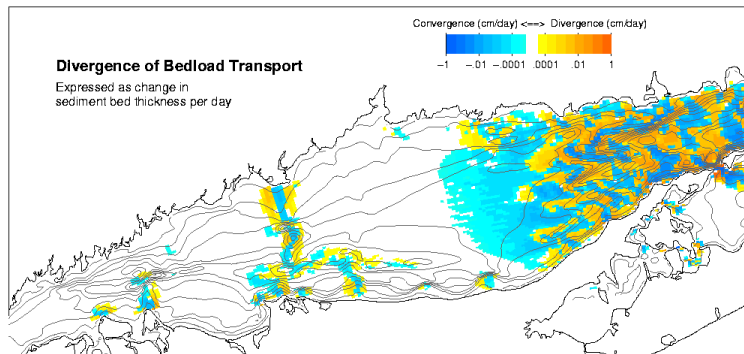 Convergence (cm/day) <==> Divergence (cm/day)
−1 −.01 −.0001 .0001 .01 1
Divergence of Bedload Transport
Expressed as change in
sediment bed thickness per day